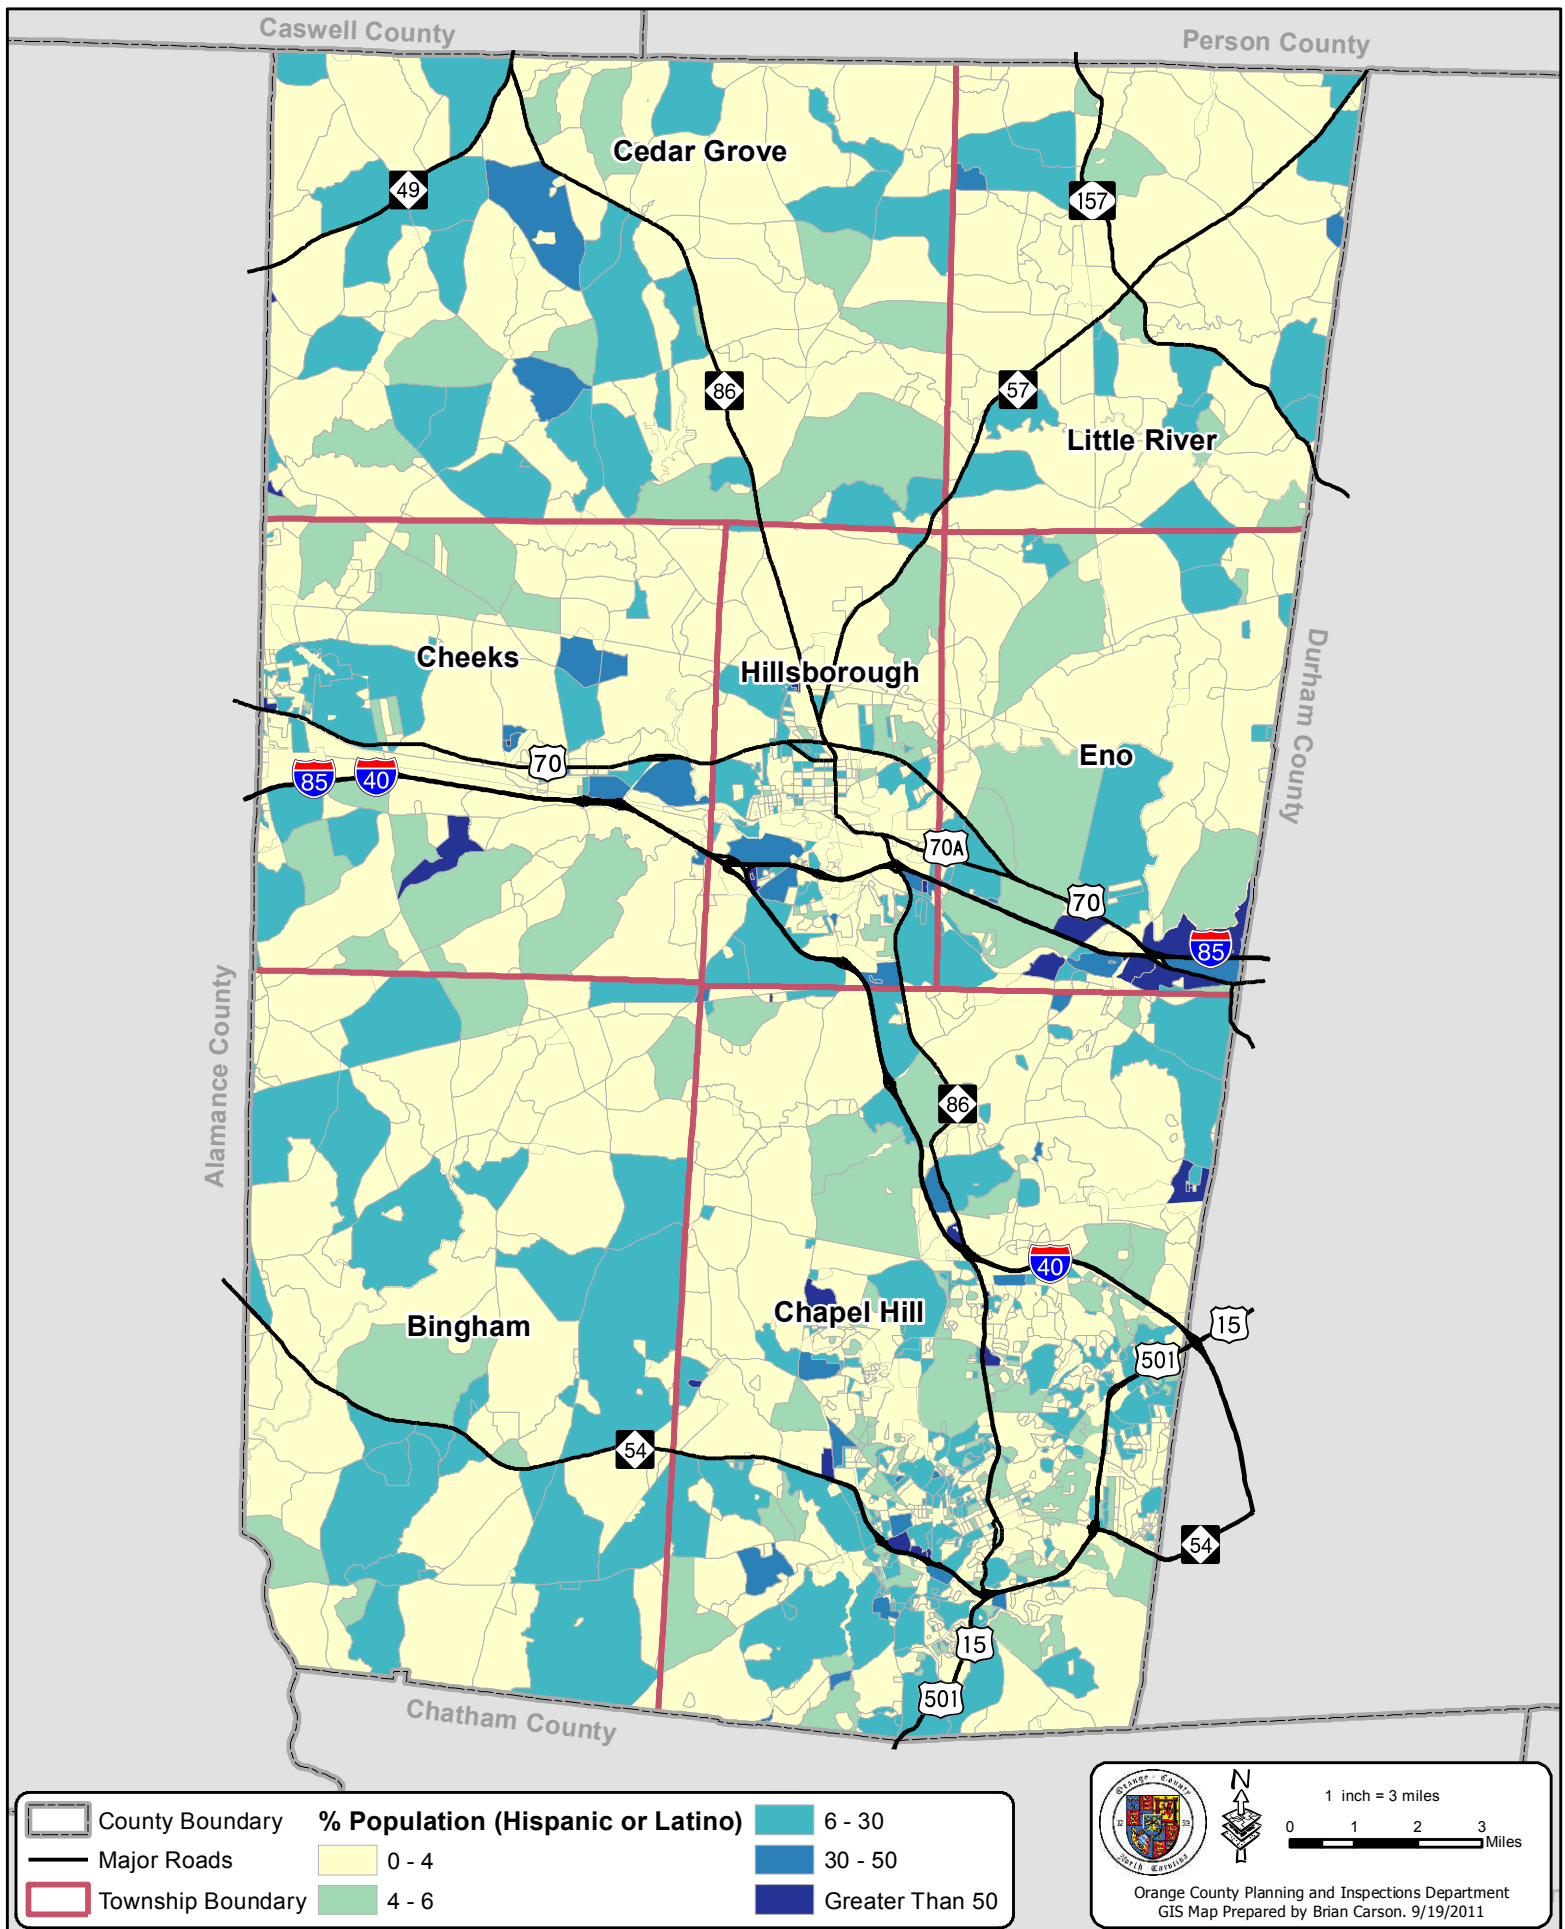 Caswell County
Person County
Cedar Grove
49
157
86
57
Little River
Cheeks
Hillsborough
Durham County
Eno
70
85
40
70A
70
85
Alamance County
86
40
Bingham
Chapel Hill
15
501
54
54
15
501
Chatham County
County Boundary
Major Roads
Township Boundary
% Population (Hispanic or Latino)
0 - 4
4 - 6
6 - 30
30 - 50
Greater Than 50
Orange - County
North Carolina
N
1 inch = 3 miles
0 1 2 3
Miles
Orange County Planning and Inspections Department
GIS Map Prepared by Brian Carson. 9/19/2011